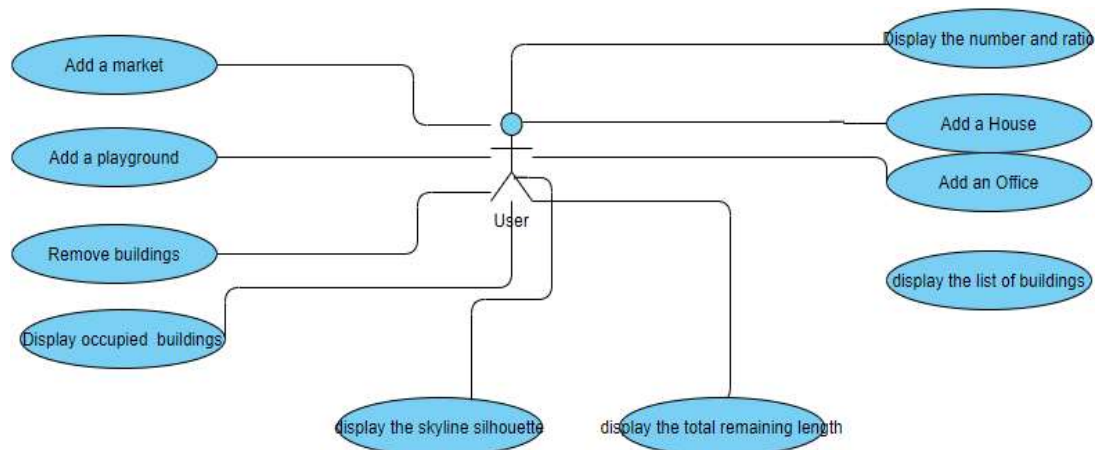 Display the number and ratio
Add a market
Add a House
Add a playground
Add an Office
User
Remove buildings
display the list of buildings
Display occupied buildings
display the skyline silhouette
display the total remaining length